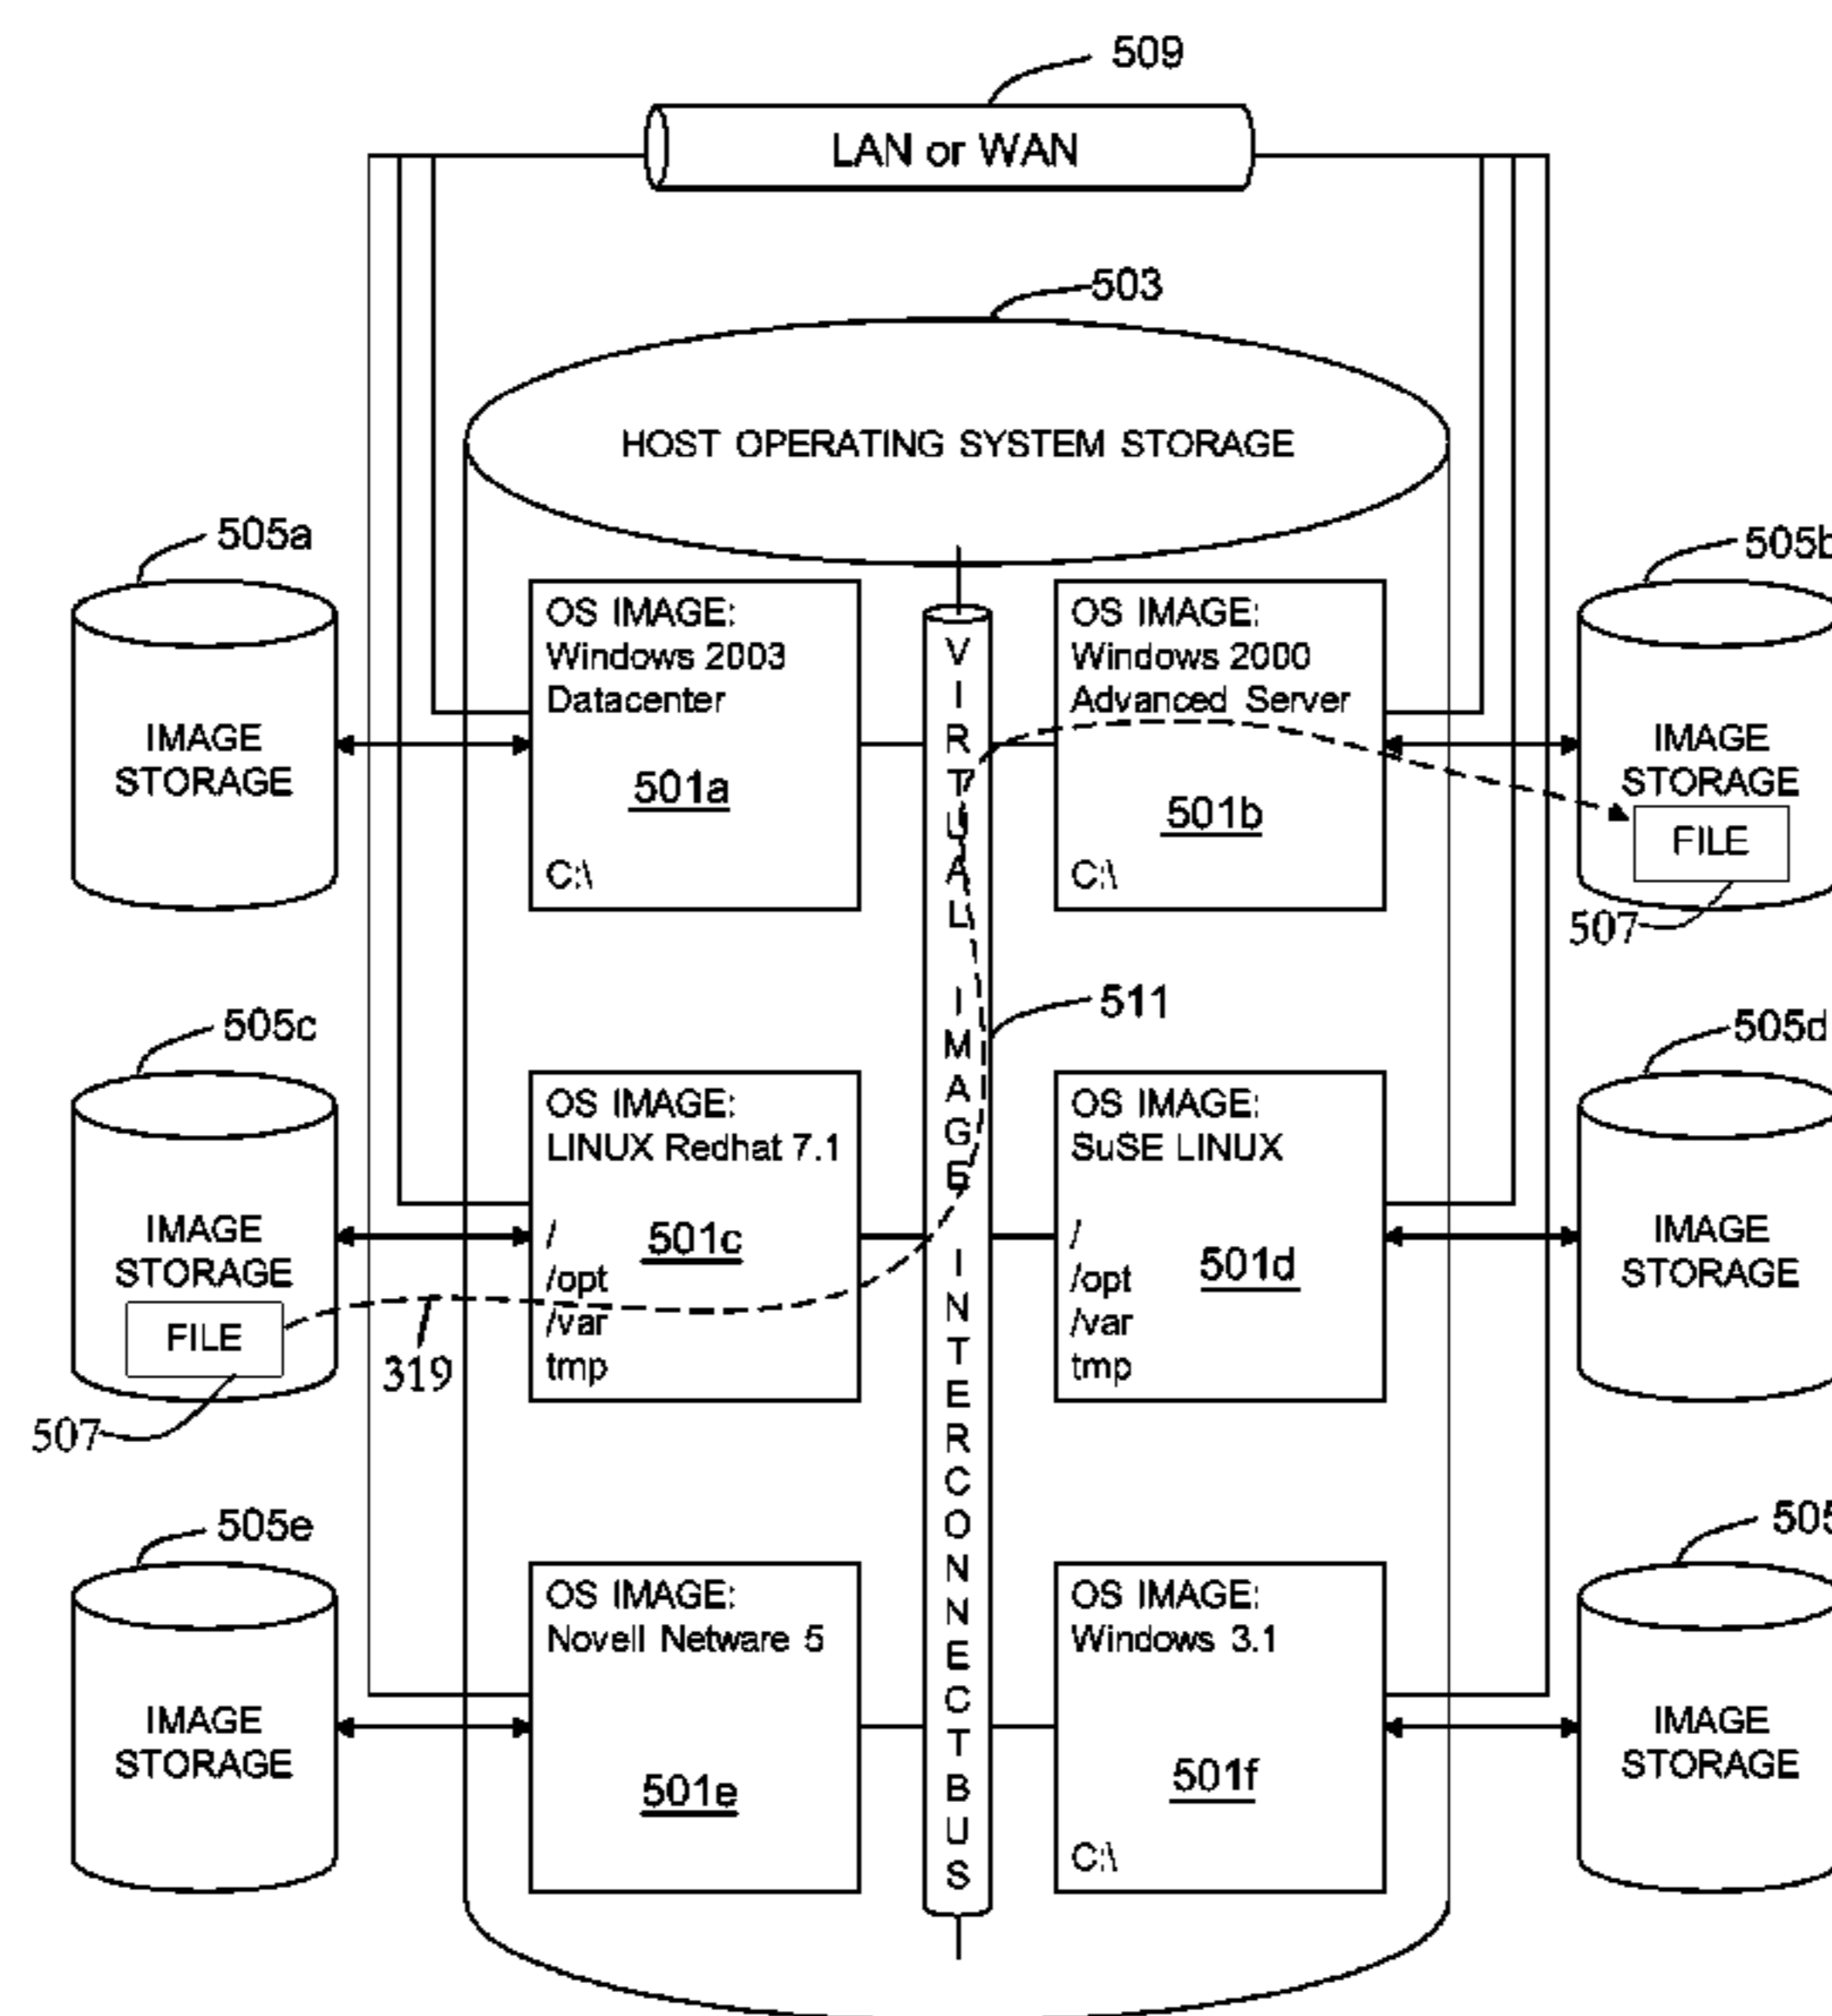 509
LAN or WAN
503
HOST OPERATING SYSTEM STORAGE
505a
IMAGE
STORAGE
OS IMAGE:
Windows 2003
Datacenter
501a
C:\
VIRTUAL IMAGE INTERCONNECT BUS
OS IMAGE:
Windows 2000
Advanced Server
501b
C:\
505b
IMAGE
STORAGE
FILE
507
511
505c
IMAGE
STORAGE
FILE
507
319
OS IMAGE:
LINUX Redhat 7.1
501c
/
/opt
/var
tmp
OS IMAGE:
SuSE LINUX
501d
/
/opt
/var
tmp
505d
IMAGE
STORAGE
505e
IMAGE
STORAGE
OS IMAGE:
Novell Netware 5
501e
OS IMAGE:
Windows 3.1
501f
C:\
505
IMAGE
STORAGE